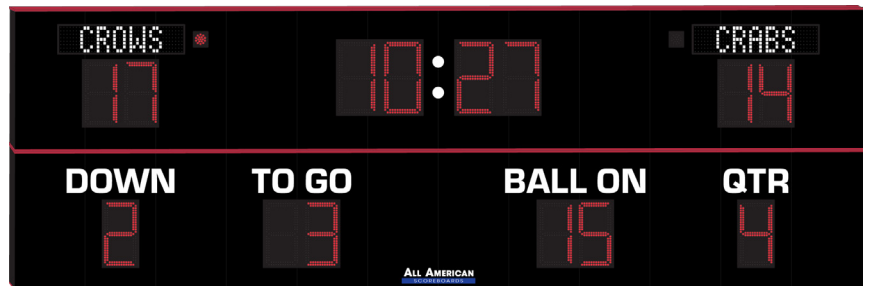 CROWS CRABS
17 10:27 14
DOWN TO GO BALL ON QTR
2 3 15 4
ALL AMERICAN
SCOREBOARDS